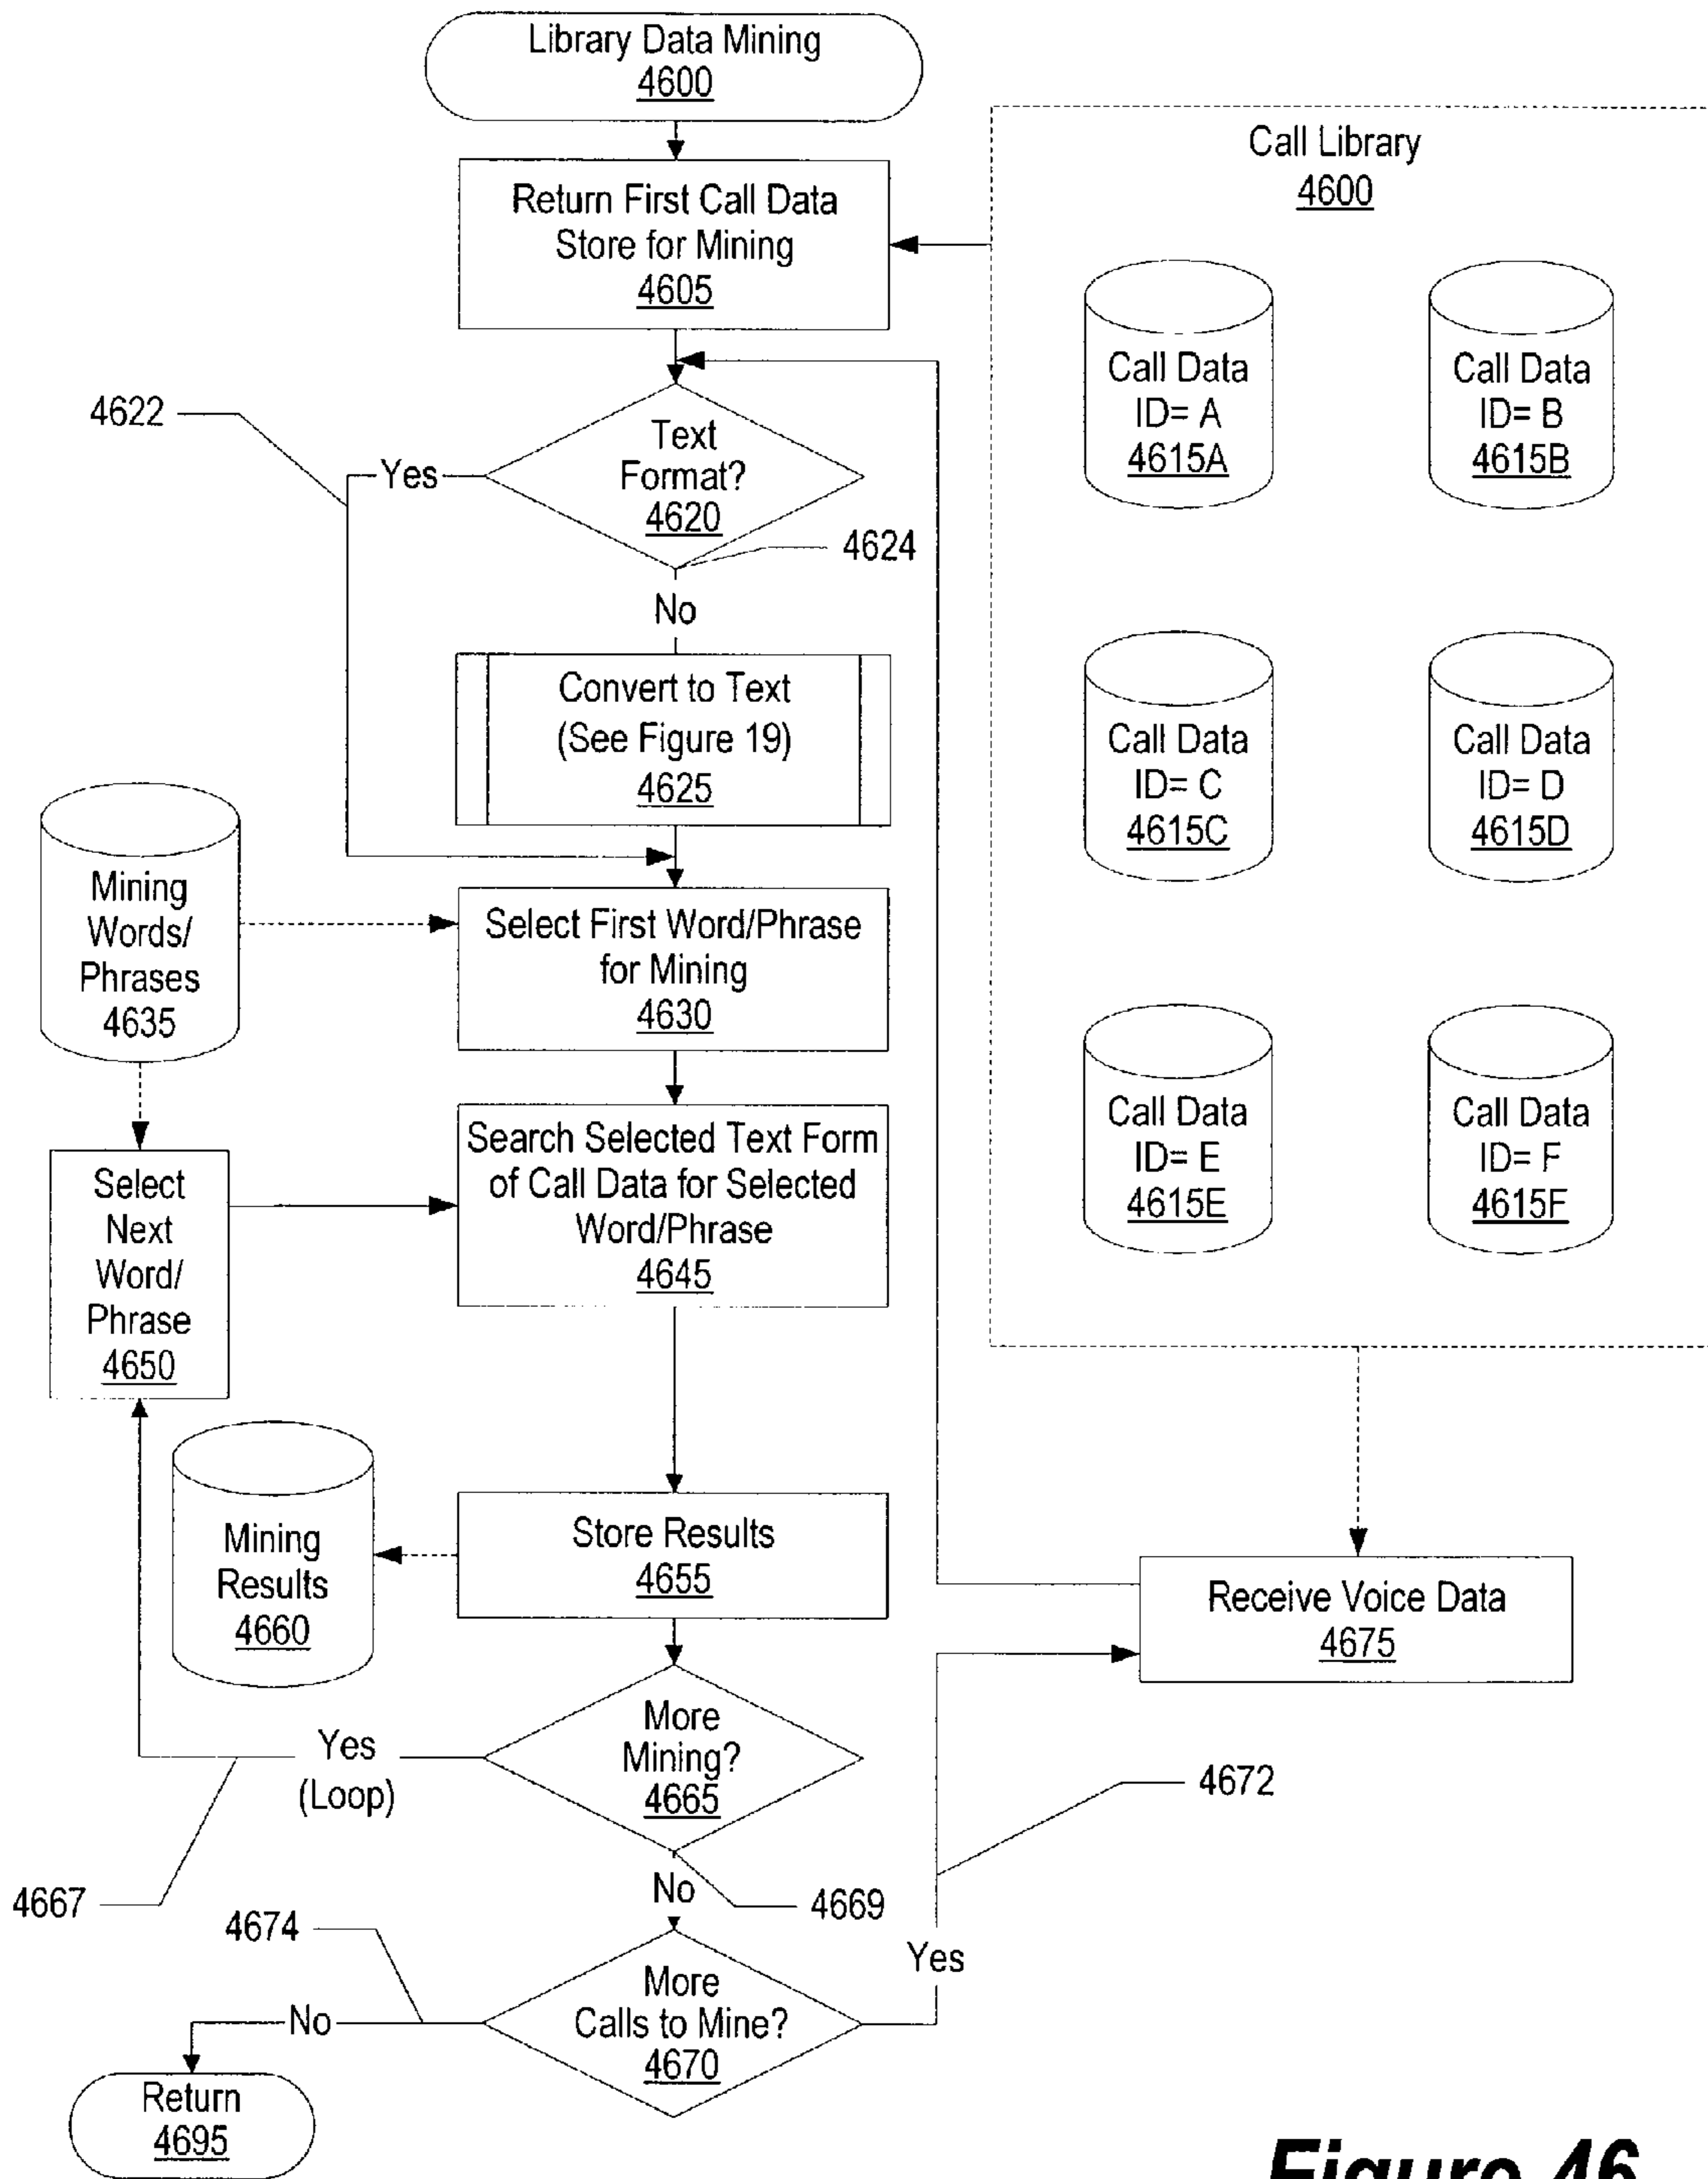 Library Data Mining
4600
Call Library
4600
Return First Call Data
Store for Mining
4605
Call Data
ID= A
4615A
Call Data
ID= B
4615B
4622
Yes
Text
Format?
4620
4624
No
Convert to Text
(See Figure 19)
4625
Call Data
ID= C
4615C
Call Data
ID= D
4615D
Mining
Words/
Phrases
4635
Select First Word/Phrase
for Mining
4630
Call Data
ID= E
4615E
Call Data
ID= F
4615F
Select
Next
Word/
Phrase
4650
Search Selected Text Form
of Call Data for Selected
Word/Phrase
4645
Mining
Results
4660
Store Results
4655
Receive Voice Data
4675
Yes
(Loop)
More
Mining?
4665
4672
4667
No
4669
4674
Yes
No
More
Calls to Mine?
4670
Return
4695
Figure 46